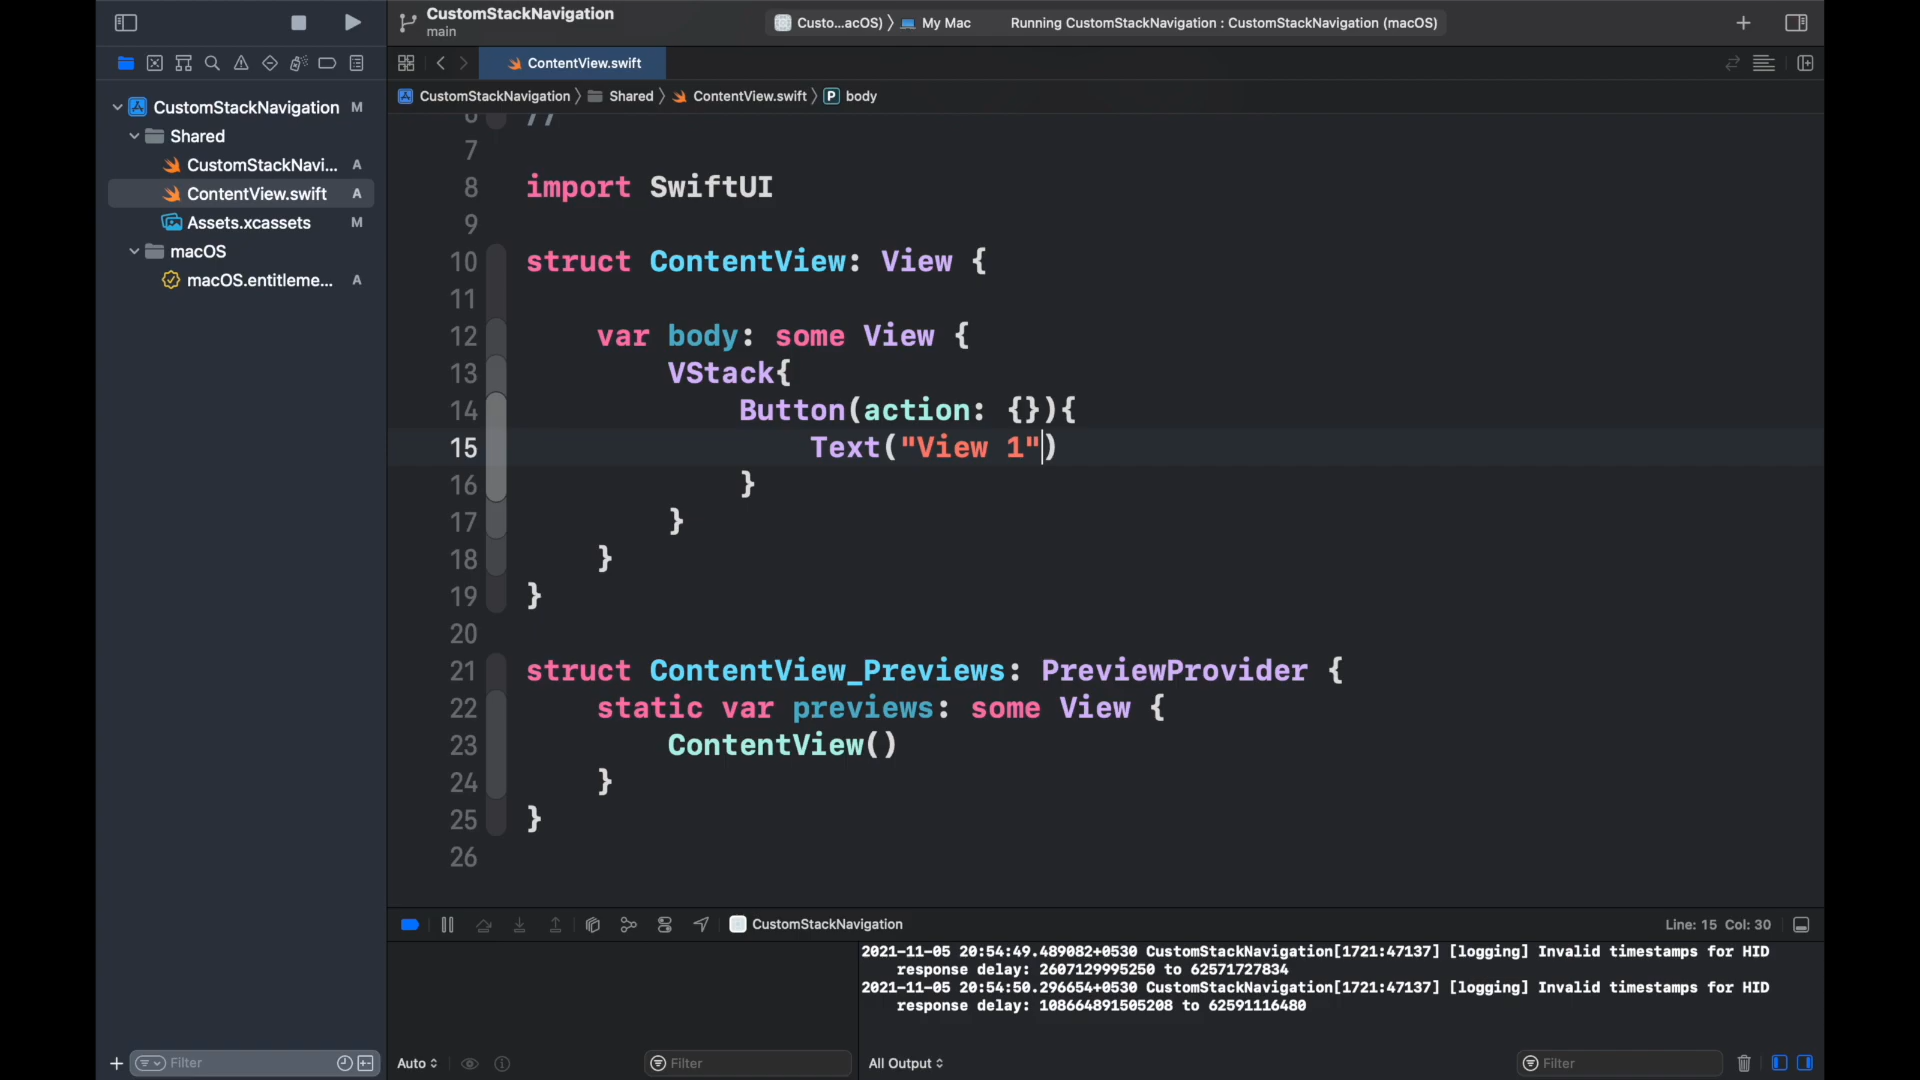 CustomStackNavigation
main
Custo...acOS) 〉 My Mac
Running CustomStackNavigation : CustomStackNavigation (macOS)
ContentView.swift
CustomStackNavigation 〉 Shared 〉 ContentView.swift 〉 P body
CustomStackNavigation M
Shared
CustomStackNavi... A
ContentView.swift A
Assets.xcassets M
macOS
macOS.entitleme... A
6 //
7
8 import SwiftUI
9
10 struct ContentView: View {
11
12 var body: some View {
13 VStack{
14 Button(action: {}){
15 Text("View 1")
16 }
17 }
18 }
19 }
20
21 struct ContentView_Previews: PreviewProvider {
22 static var previews: some View {
23 ContentView()
24 }
25 }
26
CustomStackNavigation
Line: 15 Col: 30
2021-11-05 20:54:49.489082+0530 CustomStackNavigation[1721:47137] [logging] Invalid timestamps for HID
response delay: 2607129995250 to 62571727834
2021-11-05 20:54:50.296654+0530 CustomStackNavigation[1721:47137] [logging] Invalid timestamps for HID
response delay: 108664891505208 to 62591116480
Filter
Auto
Filter
All Output
Filter